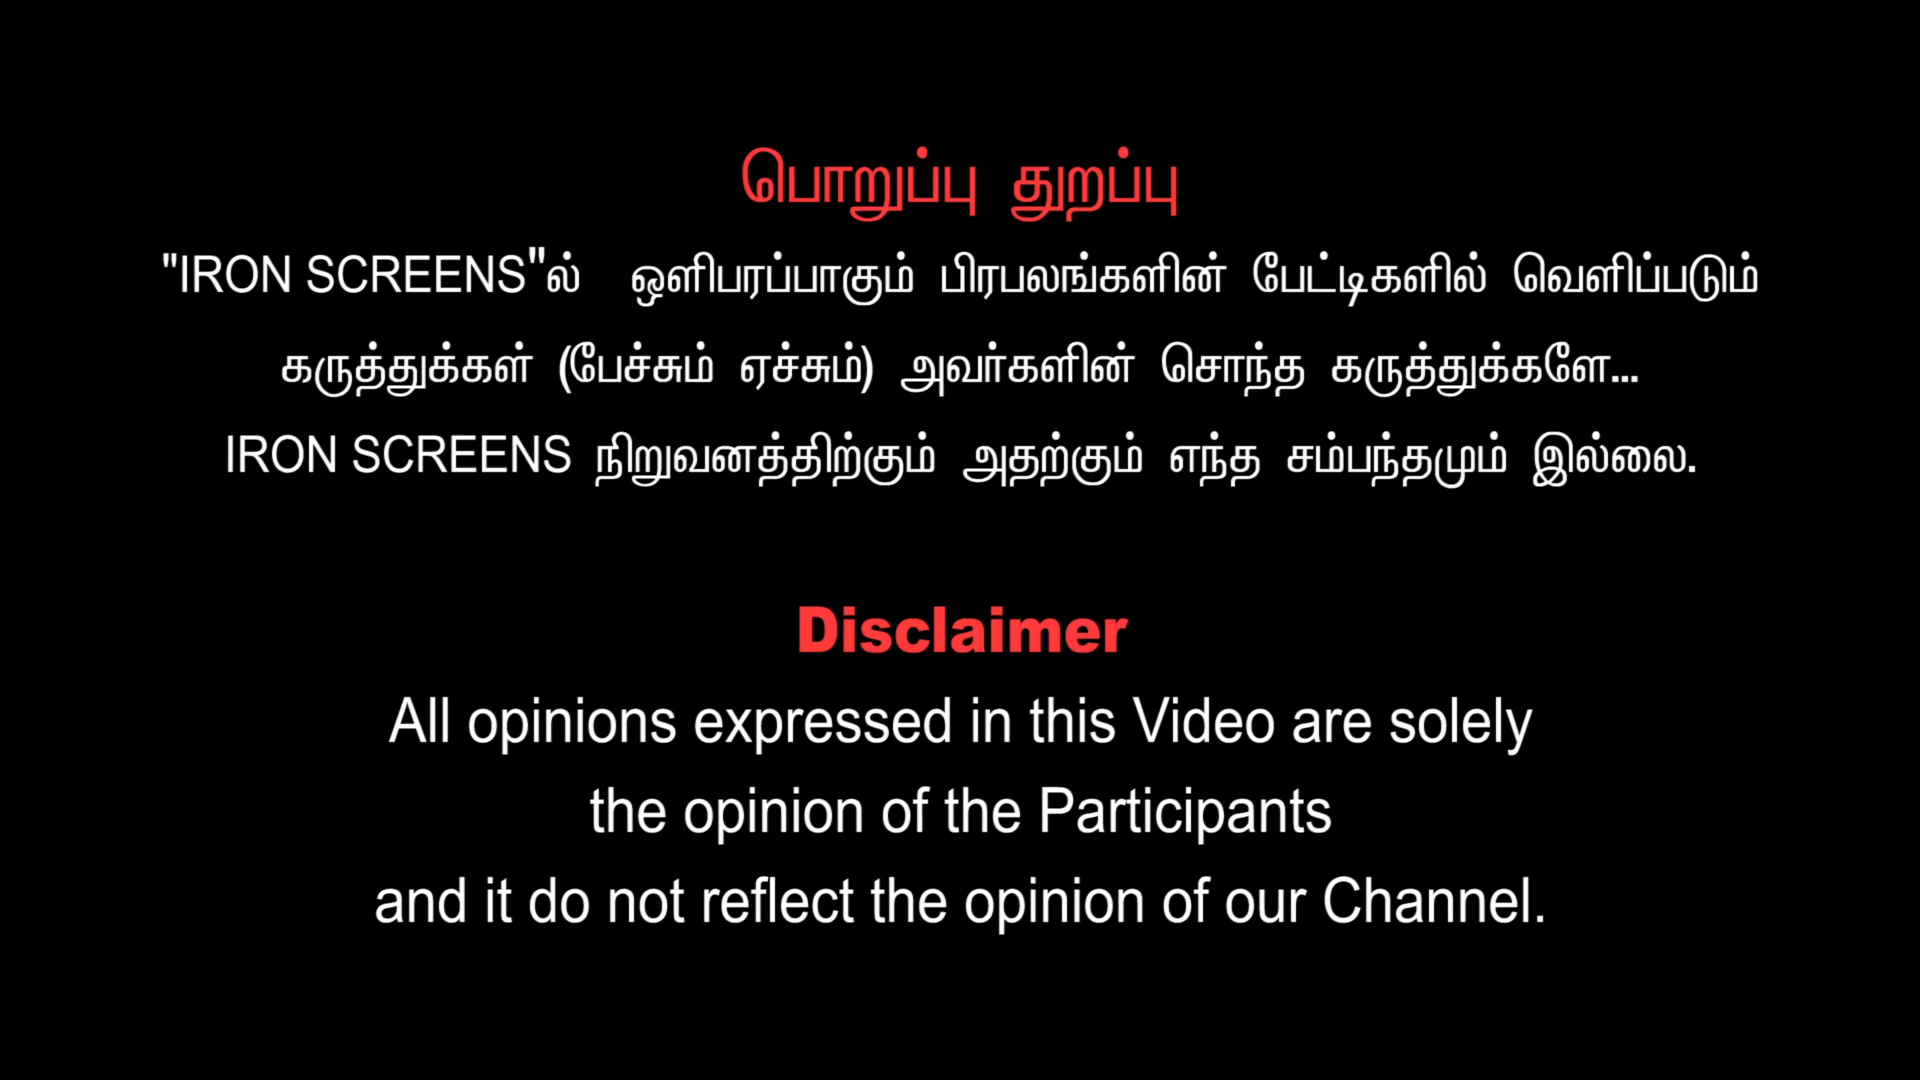 பொறுப்பு துறப்பு
"IRON SCREENS"ல் ஒளிபரப்பாகும் பிரபலங்களின் பேட்டிகளில் வெளிப்படும்
கருத்துக்கள் (பேச்சும் ஏச்சும்) அவர்களின் சொந்த கருத்துக்களே...
IRON SCREENS நிறுவனத்திற்கும் அதற்கும் எந்த சம்பந்தமும் இல்லை.
Disclaimer
All opinions expressed in this Video are solely
the opinion of the Participants
and it do not reflect the opinion of our Channel.